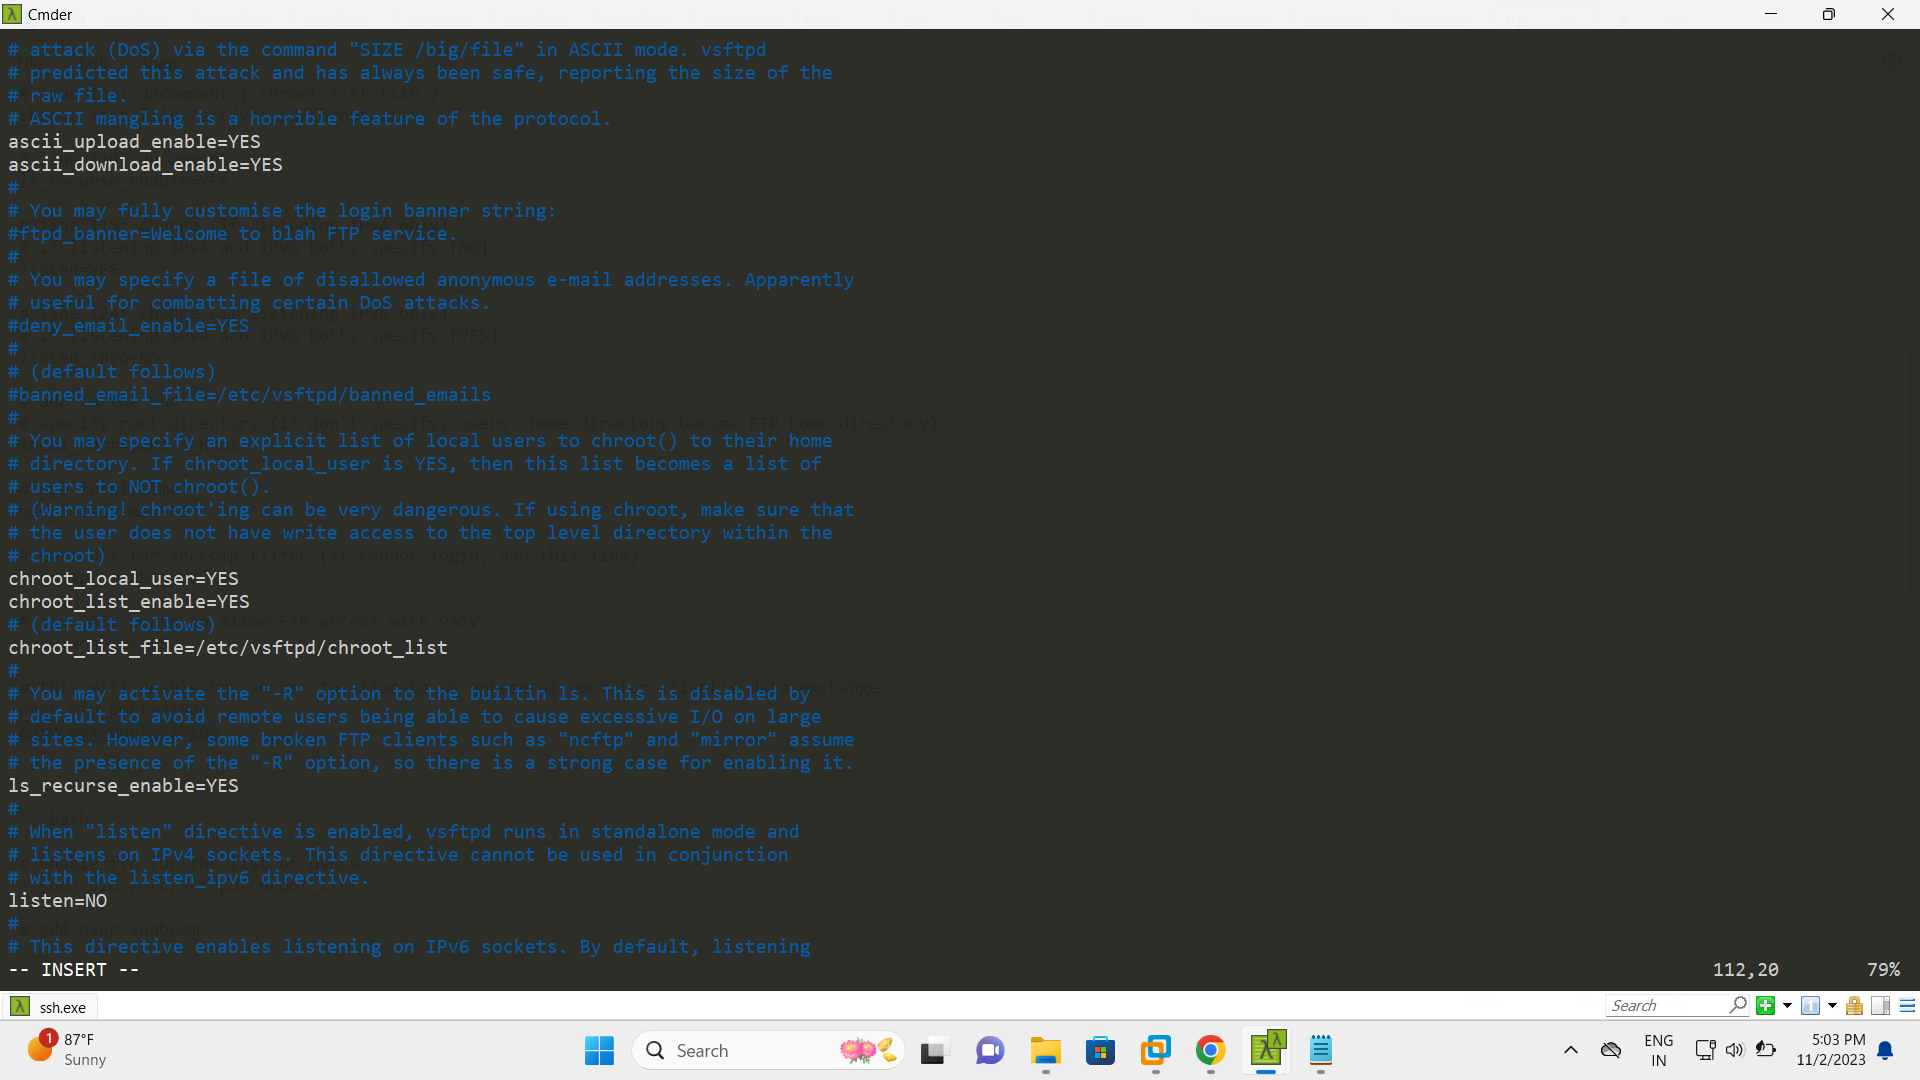 Cmder
# attack (DoS) via the command "SIZE /big/file" in ASCII mode. vsftpd
# predicted this attack and has always been safe, reporting the size of the
# raw file.
# ASCII mangling is a horrible feature of the protocol.
ascii_upload_enable=YES
ascii_download_enable=YES
#
# You may fully customise the login banner string:
#ftpd_banner=Welcome to blah FTP service.
#
# You may specify a file of disallowed anonymous e-mail addresses. Apparently
# useful for combatting certain DoS attacks.
#deny_email_enable=YES
#
# (default follows)
#banned_email_file=/etc/vsftpd/banned_emails
#
# You may specify an explicit list of local users to chroot() to their home
# directory. If chroot_local_user is YES, then this list becomes a list of
# users to NOT chroot().
# (Warning! chroot'ing can be very dangerous. If using chroot, make sure that
# the user does not have write access to the top level directory within the
# chroot)
chroot_local_user=YES
chroot_list_enable=YES
# (default follows)
chroot_list_file=/etc/vsftpd/chroot_list
#
# You may activate the "-R" option to the builtin ls. This is disabled by
# default to avoid remote users being able to cause excessive I/O on large
# sites. However, some broken FTP clients such as "ncftp" and "mirror" assume
# the presence of the "-R" option, so there is a strong case for enabling it.
ls_recurse_enable=YES
#
# When "listen" directive is enabled, vsftpd runs in standalone mode and
# listens on IPv4 sockets. This directive cannot be used in conjunction
# with the listen_ipv6 directive.
listen=NO
#
# This directive enables listening on IPv6 sockets. By default, listening
-- INSERT -- 112,20 79%
ssh.exe Search
1 87°F
Sunny
Search
ENG
IN
5:03 PM
11/2/2023